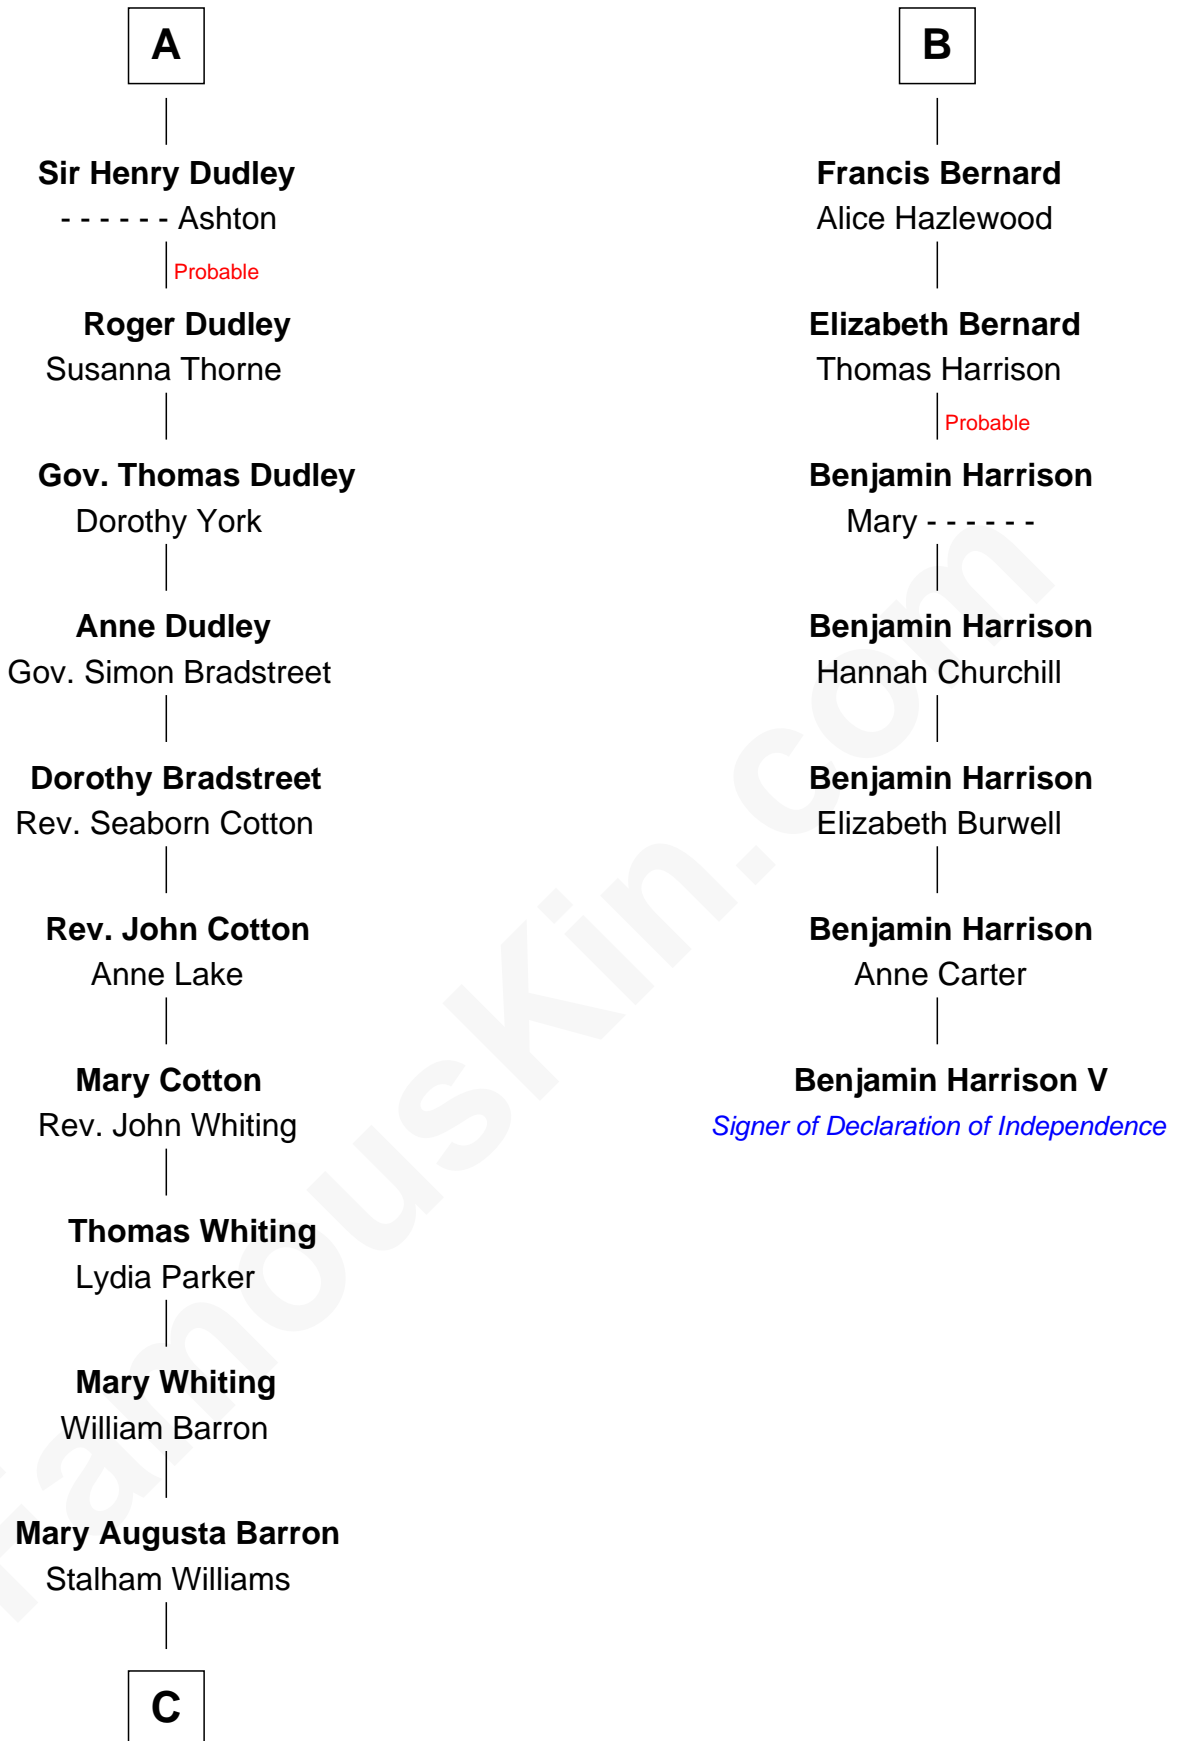 A
Sir Henry Dudley
- - - - - - Ashton
Probable
Roger Dudley
Susanna Thorne
Gov. Thomas Dudley
Dorothy York
Anne Dudley
Gov. Simon Bradstreet
Dorothy Bradstreet
Rev. Seaborn Cotton
Rev. John Cotton
Anne Lake
Mary Cotton
Rev. John Whiting
Thomas Whiting
Lydia Parker
Mary Whiting
William Barron
Mary Augusta Barron
Stalham Williams
C
B
Francis Bernard
Alice Hazlewood
Elizabeth Bernard
Thomas Harrison
Probable
Benjamin Harrison
Mary - - - - - -
Benjamin Harrison
Hannah Churchill
Benjamin Harrison
Elizabeth Burwell
Benjamin Harrison
Anne Carter
Benjamin Harrison V
Signer of Declaration of Independence
FamousKin.com